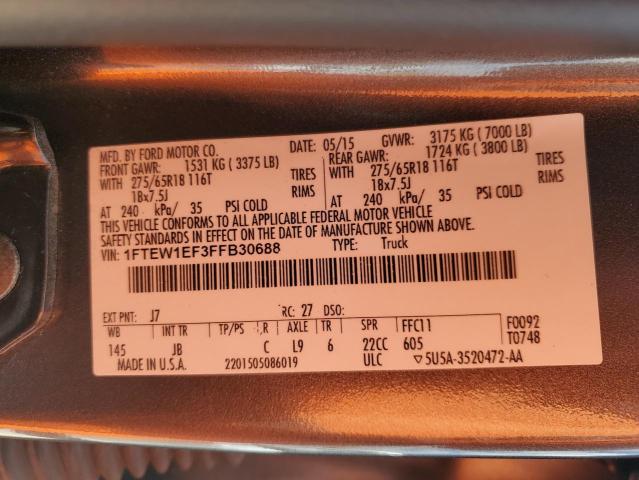 MFD. BY FORD MOTOR CO. DATE: 05/15 GVWR: 3175 KG ( 7000 LB)
FRONT GAWR: 1531 KG ( 3375 LB) REAR GAWR: 1724 KG ( 3800 LB)
WITH 275/65R18 116T TIRES WITH 275/65R18 116T TIRES
18x7.5J RIMS 18x7.5J RIMS
AT 240 kPa/ 35 PSI COLD AT 240 kPa/ 35 PSI COLD
THIS VEHICLE CONFORMS TO ALL APPLICABLE FEDERAL MOTOR VEHICLE
SAFETY STANDARDS IN EFFECT ON THE DATE OF MANUFACTURE SHOWN ABOVE.
VIN: 1FTEW1EF3FFB30688 TYPE: Truck
EXT PNT: J7 RC: 27 DSO:
WB INT TR TP/PS R AXLE TR SPR FFC11 F0092
145 JB C L9 6 22CC 605 T0748
MADE IN U.S.A. 2201505086019 ULC ▽5U5A-3520472-AA